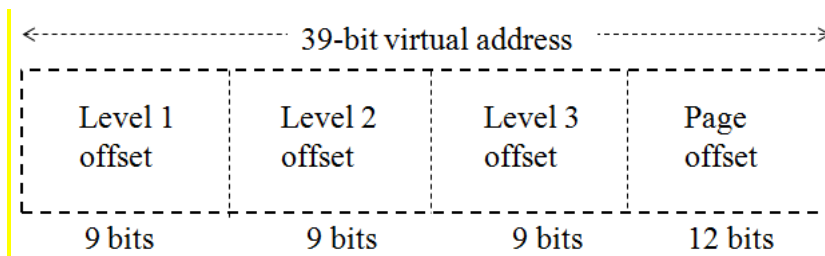 39-bit virtual address
Level 1 Level 2 Level 3 Page
offset offset offset offset
9 bits 9 bits 9 bits 12 bits